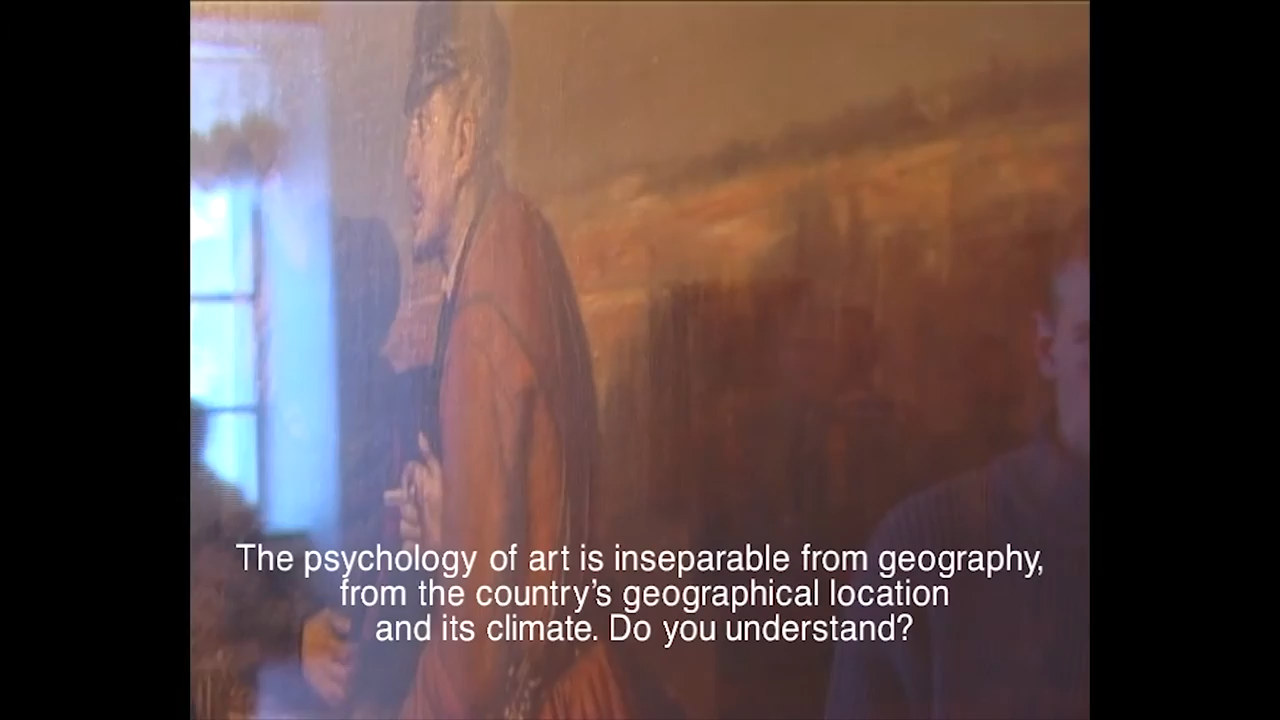 The psychology of art is inseparable from geography,
from the country’s geographical location
and its climate. Do you understand?